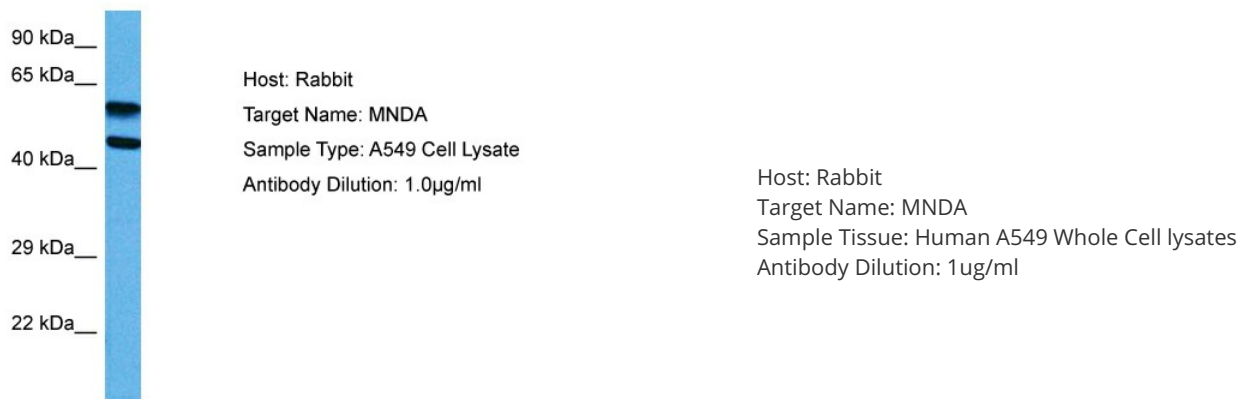 90 kDa__
65 kDa__
40 kDa__
29 kDa__
22 kDa__
Host: Rabbit
Target Name: MNDA
Sample Type: A549 Cell Lysate
Antibody Dilution: 1.0μg/ml
Host: Rabbit
Target Name: MNDA
Sample Tissue: Human A549 Whole Cell lysates
Antibody Dilution: 1ug/ml